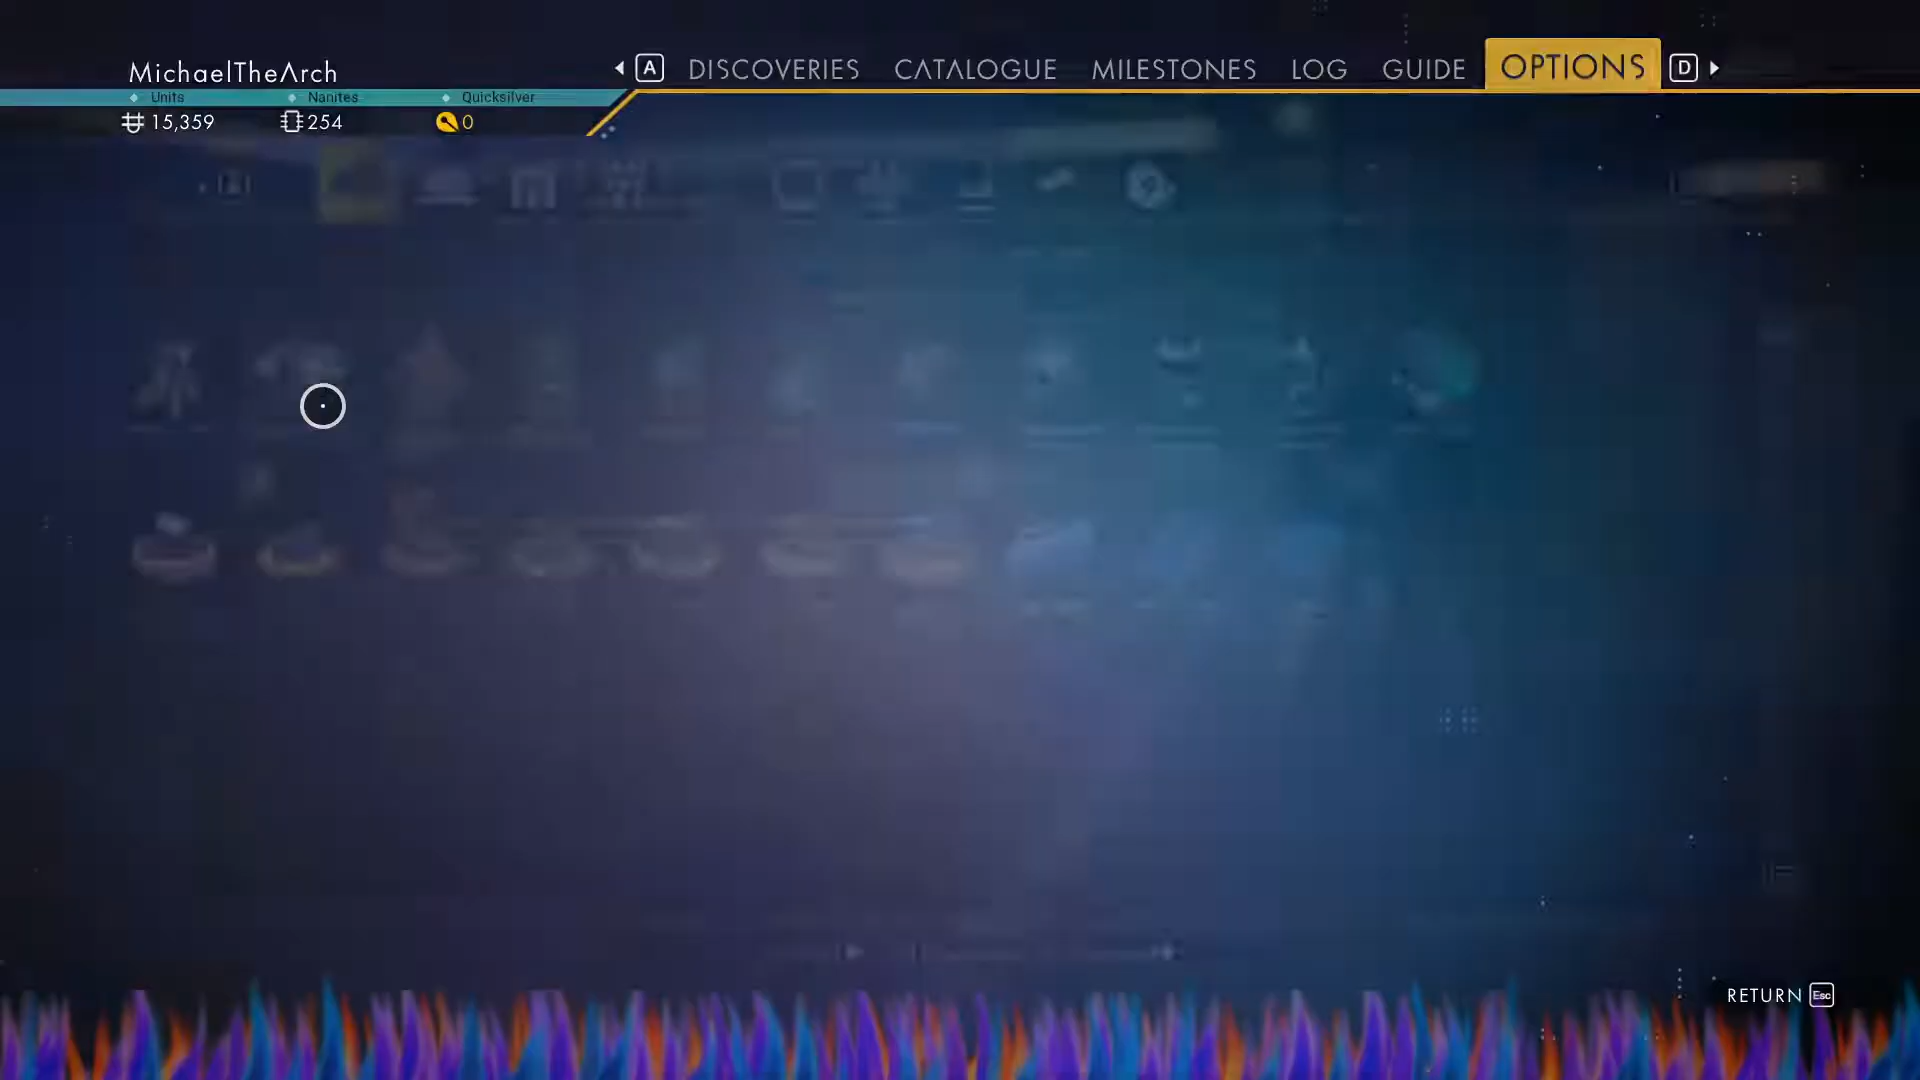 MichaelTheArch
A DISCOVERIES CATALOGUE MILESTONES LOG GUIDE OPTIONS D
Units Nanites Quicksilver
15,359 254 0
RETURN Esc